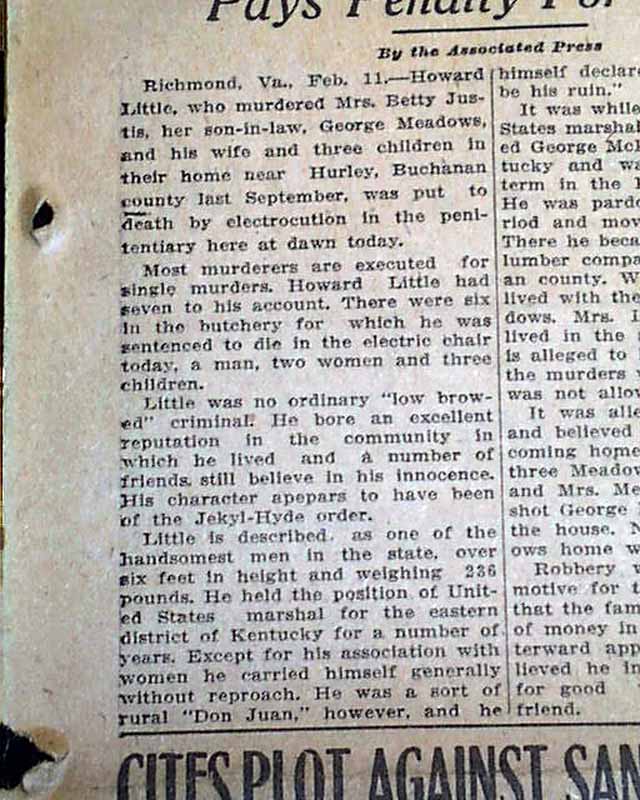 Pays Penalty For
By the Associated Press
Richmond, Va., Feb. 11.—Howard
Little, who murdered Mrs. Betty Jus-
tis, her son-in-law, George Meadows,
and his wife and three children in
their home near Hurley, Buchanan
county last September, was put to
death by electrocution in the peni-
tentiary here at dawn today.
Most murderers are executed for
single murders. Howard Little had
seven to his account. There were six
in the butchery for which he was
sentenced to die in the electric chair
today, a man, two women and three
children.
Little was no ordinary "low brow-
ed" criminal. He bore an excellent
reputation in the community in
which he lived and a number of
friends still believe in his innocence.
His character apepars to have been
of the Jekyl-Hyde order.
Little is described as one of the
handsomest men in the state, over
six feet in height and weighing 236
pounds. He held the position of Unit-
ed States marshal for the eastern
district of Kentucky for a number of
years. Except for his association with
women he carried himself generally
without reproach. He was a sort of
rural "Don Juan," however, and he
himself declare
be his ruin."
It was while
States marshal
ed George McK
tucky and wa
term in the
He was pardo
riod and mov
There he beca
lumber compa
an county. W
lived with the
dows. Mrs.
lived in the
is alleged to
the murders
was not allow
It was alle
and believed
coming home
three Meadow
and Mrs. Me
shot George
the house.
ows home w
Robbery
motive for t
that the fam
of money in
terward app
lieved he in
for good
friend.
CITES PLOT AGAINST SAN